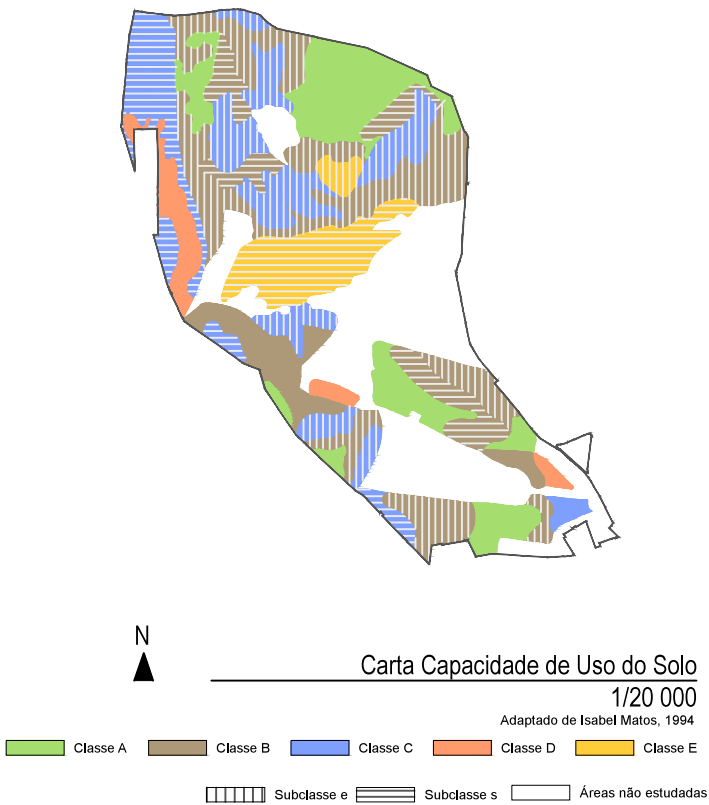 N
Carta Capacidade de Uso do Solo
1/20 000
Adaptado de Isabel Matos, 1994
Classe A Classe B Classe C Classe D Classe E
Subclasse e Subclasse s Áreas não estudadas